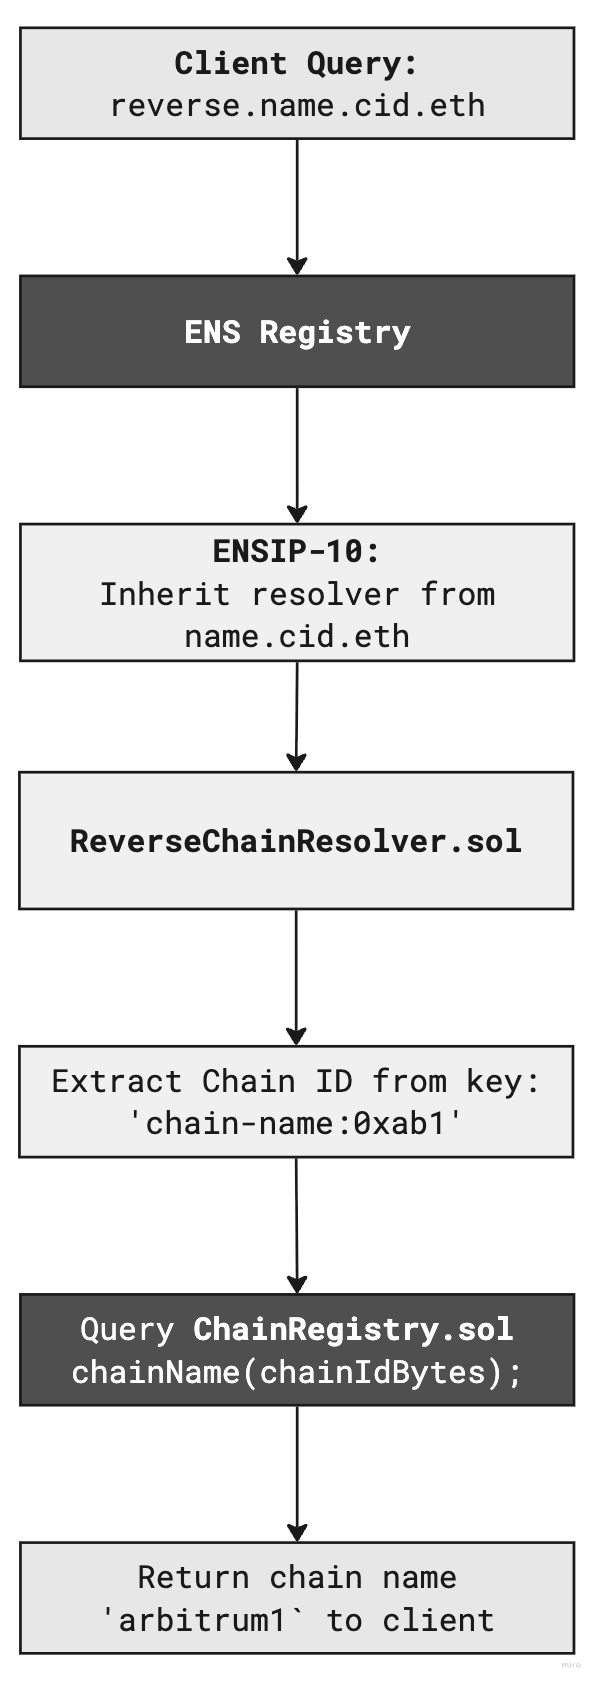 Client Query:
reverse.name.cid.eth
ENS Registry
ENSIP-10:
Inherit resolver from
name.cid.eth
ReverseChainResolver.sol
Extract Chain ID from key:
'chain-name:0xab1'
Query ChainRegistry.sol
chainName(chainIdBytes);
Return chain name
'arbitrum1` to client
miro